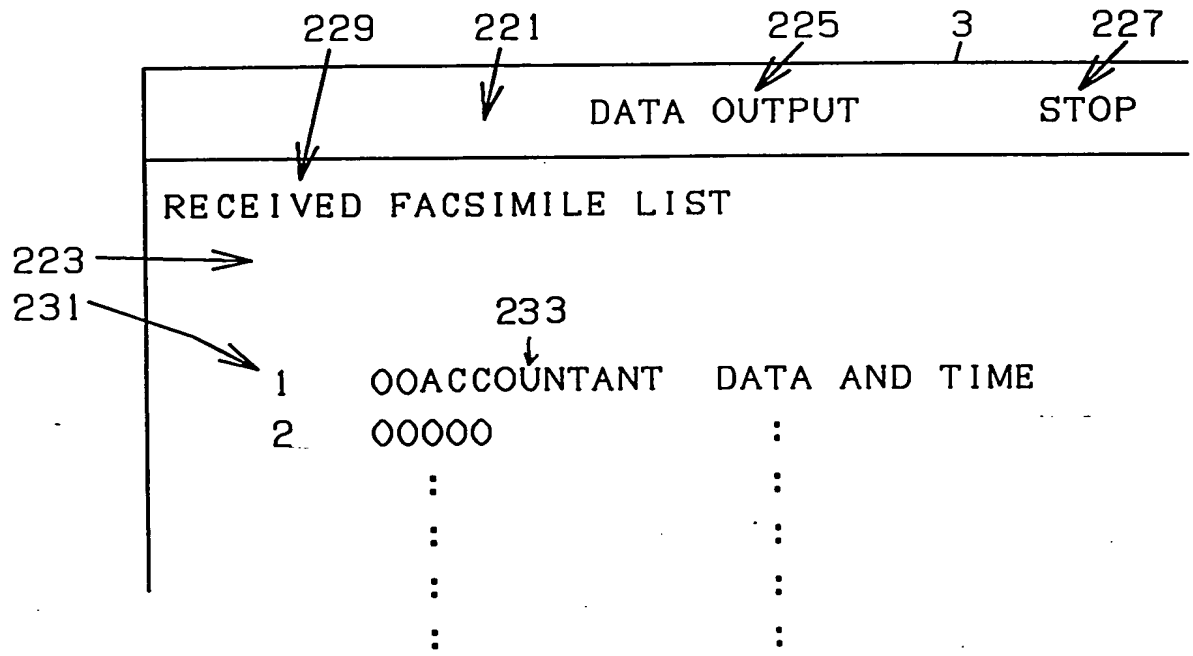 229 221 225 3 227
DATA OUTPUT STOP
RECEIVED FACSIMILE LIST
223
231
233
1 OOACCOUNTANT DATA AND TIME
2 OOOOO :
: :
: :
: :
: :